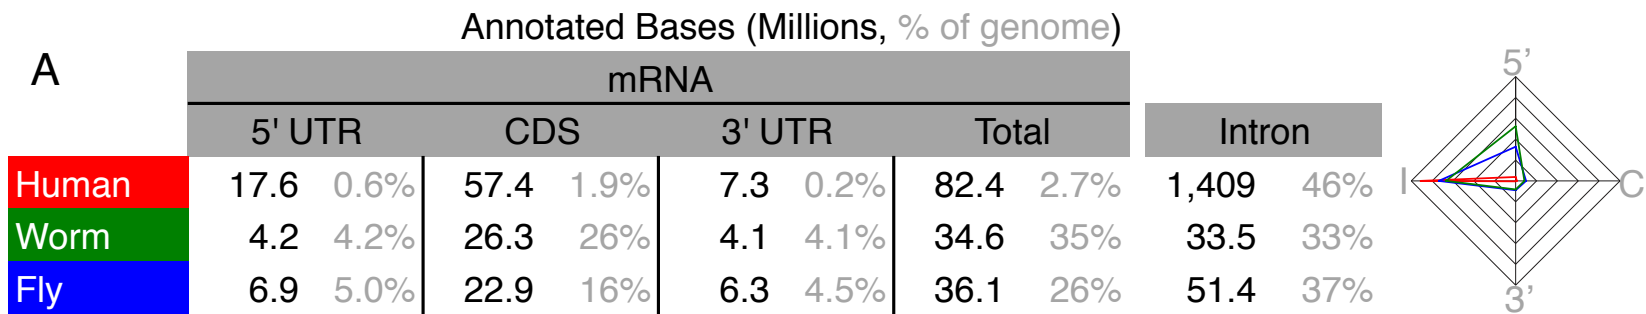 Annotated Bases (Millions, % of genome)
A
mRNA
5' UTR CDS 3' UTR Total Intron
Human 17.6 0.6% 57.4 1.9% 7.3 0.2% 82.4 2.7% 1,409 46%
Worm 4.2 4.2% 26.3 26% 4.1 4.1% 34.6 35% 33.5 33%
Fly 6.9 5.0% 22.9 16% 6.3 4.5% 36.1 26% 51.4 37%
5’
I C
3’